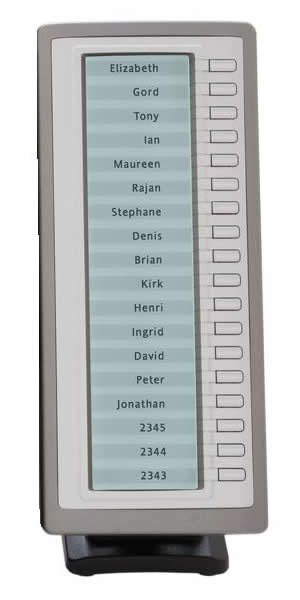 Elizabeth
Gord
Tony
Ian
Maureen
Rajan
Stephane
Denis
Brian
Kirk
Henri
Ingrid
David
Peter
Jonathan
2345
2344
2343